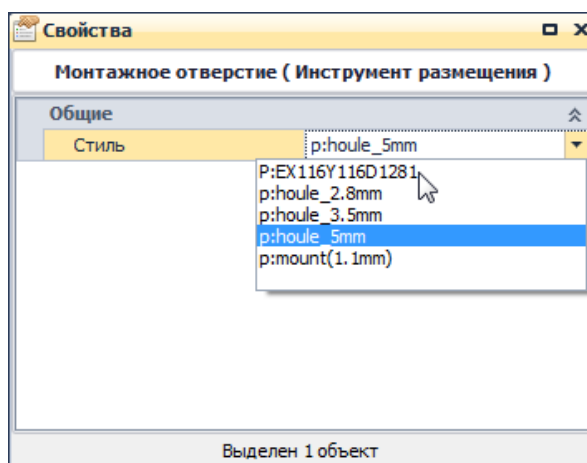 Свойства
Монтажное отверстие ( Инструмент размещения )
Общие
Стиль p:houle_5mm
P:EX116Y116D1281
p:houle_2.8mm
p:houle_3.5mm
p:houle_5mm
p:mount(1.1mm)
Выделен 1 объект